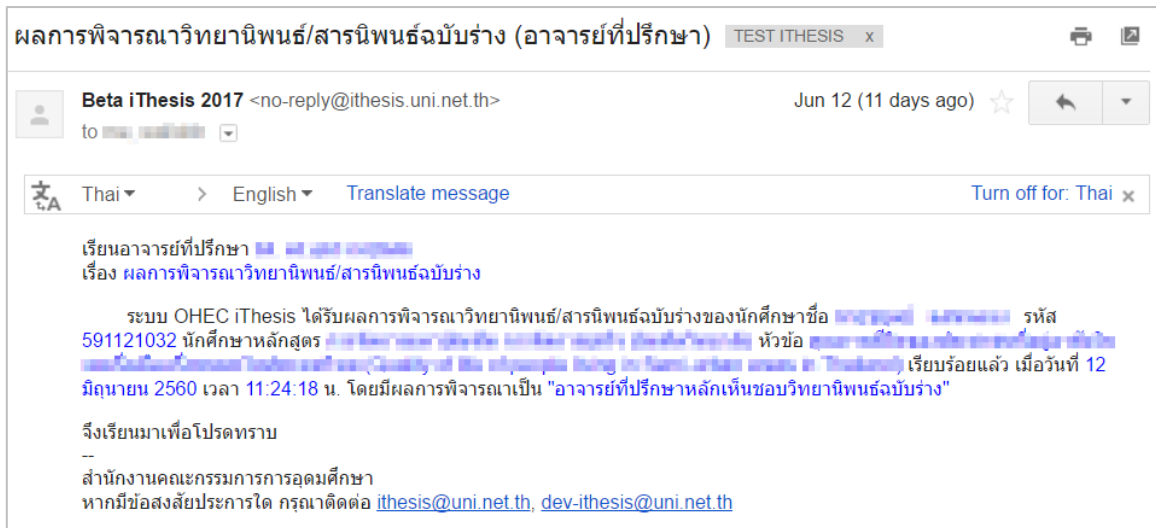 ผลการพิจารณาวิทยานิพนธ์/สารนิพนธ์ฉบับร่าง (อาจารย์ที่ปรึกษา) TEST ITHESIS x
Beta iThesis 2017 <no-reply@ithesis.uni.net.th> Jun 12 (11 days ago)
to
Thai > English Translate message Turn off for: Thai x
เรียนอาจารย์ที่ปรึกษา
เรื่อง ผลการพิจารณาวิทยานิพนธ์/สารนิพนธ์ฉบับร่าง
ระบบ OHEC iThesis ได้รับผลการพิจารณาวิทยานิพนธ์/สารนิพนธ์ฉบับร่างของนักศึกษาชื่อ รหัส
591121032 นักศึกษาหลักสูตร หัวข้อ
เรียบร้อยแล้ว เมื่อวันที่ 12
มิถุนายน 2560 เวลา 11:24:18 น. โดยมีผลการพิจารณาเป็น "อาจารย์ที่ปรึกษาหลักเห็นชอบวิทยานิพนธ์ฉบับร่าง"
จึงเรียนมาเพื่อโปรดทราบ
--
สำนักงานคณะกรรมการการอุดมศึกษา
หากมีข้อสงสัยประการใด กรุณาติดต่อ ithesis@uni.net.th, dev-ithesis@uni.net.th